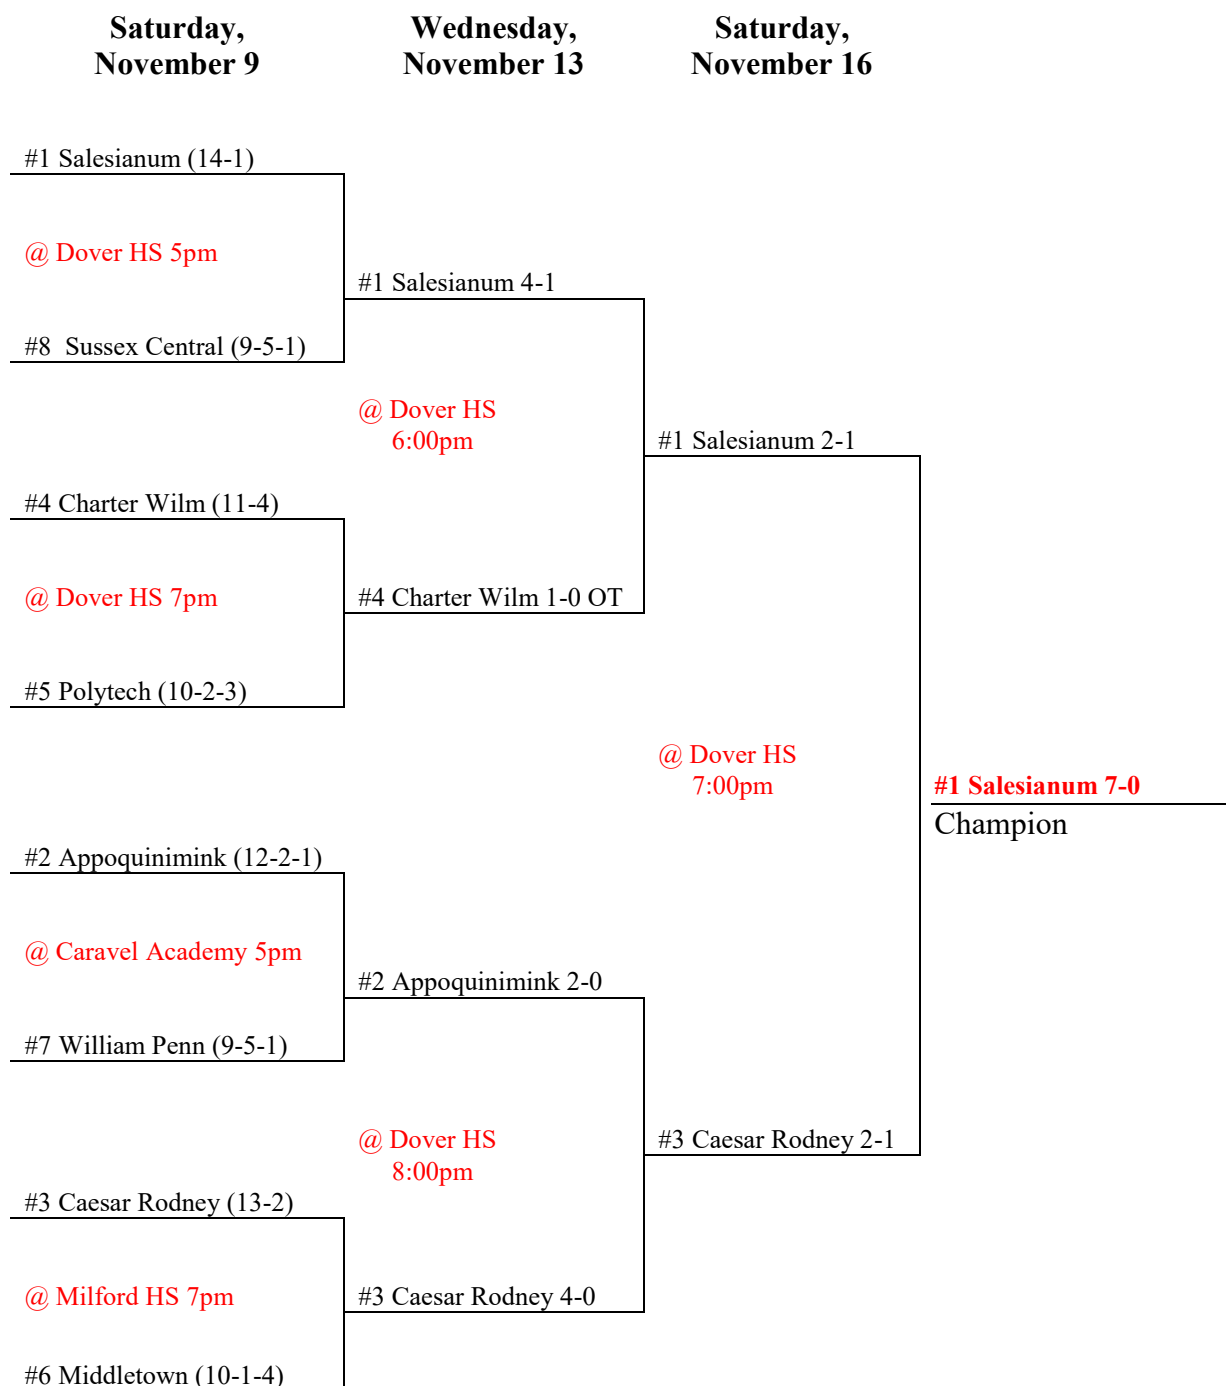 Saturday,
November 9
Wednesday,
November 13
Saturday,
November 16
#1 Salesianum (14-1)
@ Dover HS 5pm
#1 Salesianum 4-1
#8  Sussex Central (9-5-1)
@ Dover HS
6:00pm
#1 Salesianum 2-1
#4 Charter Wilm (11-4)
@ Dover HS 7pm
#4 Charter Wilm 1-0 OT
#5 Polytech (10-2-3)
@ Dover HS
7:00pm
#1 Salesianum 7-0
Champion
#2 Appoquinimink (12-2-1)
@ Caravel Academy 5pm
#2 Appoquinimink 2-0
#7 William Penn (9-5-1)
@ Dover HS
8:00pm
#3 Caesar Rodney 2-1
#3 Caesar Rodney (13-2)
@ Milford HS 7pm
#3 Caesar Rodney 4-0
#6 Middletown (10-1-4)